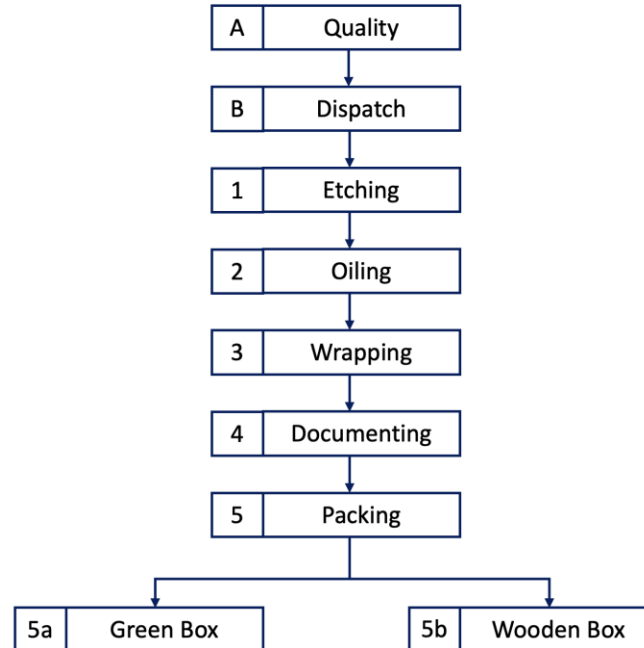 A Quality
B Dispatch
1 Etching
2 Oiling
3 Wrapping
4 Documenting
5 Packing
5a Green Box
5b Wooden Box